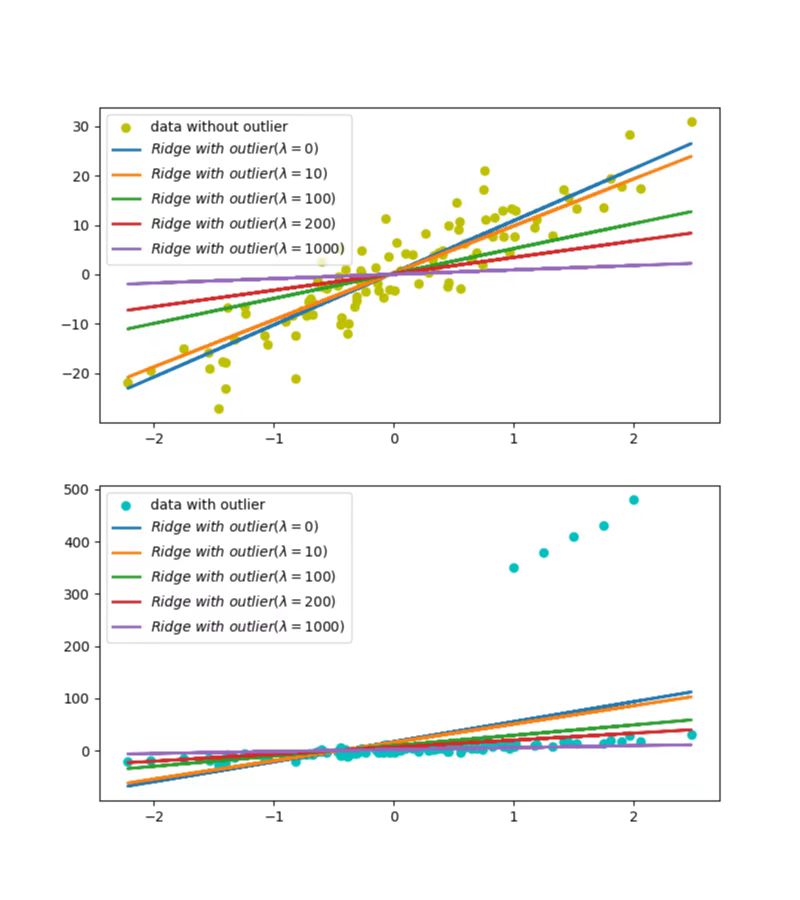 data without outlier
Ridge with outlier(λ = 0)
Ridge with outlier(λ = 10)
Ridge with outlier(λ = 100)
Ridge with outlier(λ = 200)
Ridge with outlier(λ = 1000)
30
20
10
0
−10
−20
−2 −1 0 1 2
data with outlier
Ridge with outlier(λ = 0)
Ridge with outlier(λ = 10)
Ridge with outlier(λ = 100)
Ridge with outlier(λ = 200)
Ridge with outlier(λ = 1000)
500
400
300
200
100
0
−2 −1 0 1 2